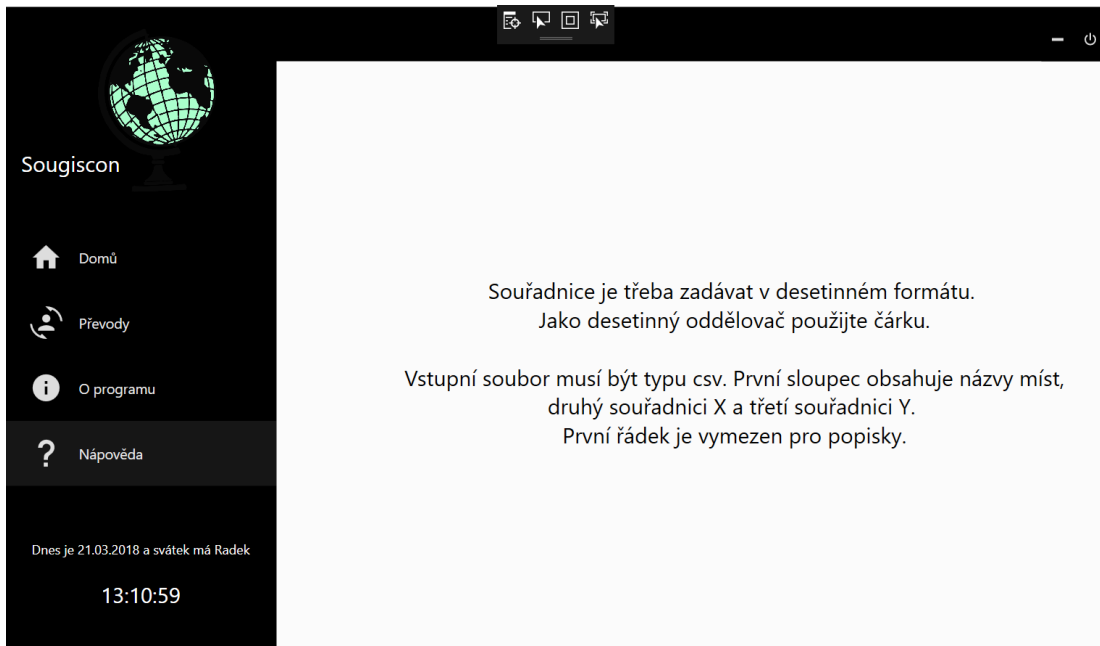 Sougiscon
Domů
Převody
O programu
Nápověda
Dnes je 21.03.2018 a svátek má Radek
13:10:59
Souřadnice je třeba zadávat v desetinném formátu.
Jako desetinný oddělovač použijte čárku.
Vstupní soubor musí být typu csv. První sloupec obsahuje názvy míst,
druhý souřadnici X a třetí souřadnici Y.
První řádek je vymezen pro popisky.